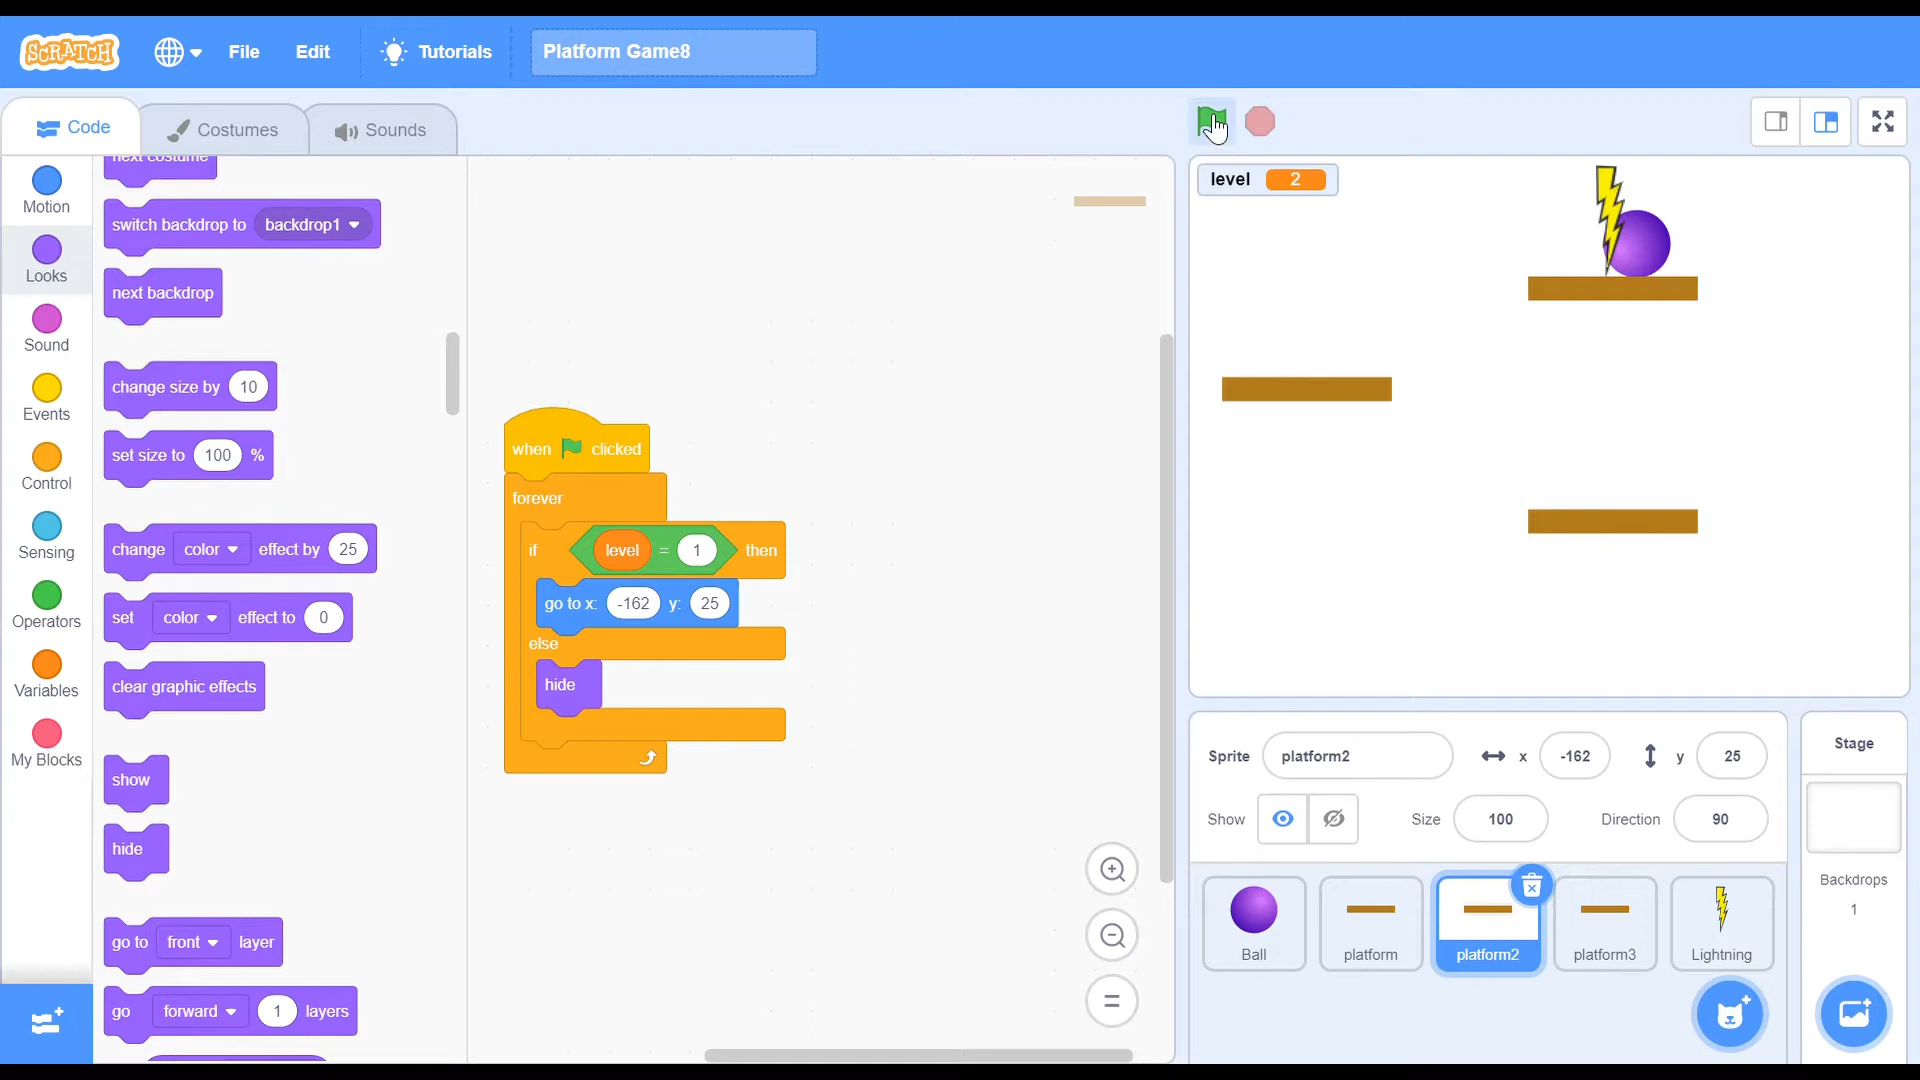 SCRATCH File Edit Tutorials Platform Game8
Code Costumes Sounds
Motion
Looks
Sound
Events
Control
Sensing
Operators
Variables
My Blocks
next costume
switch backdrop to backdrop1
next backdrop
change size by 10
set size to 100 %
change color effect by 25
set color effect to 0
clear graphic effects
show
hide
go to front layer
go forward 1 layers
when clicked
forever
if level = 1 then
go to x: -162 y: 25
else
hide
level 2
Sprite platform2 x -162 y 25
Show Size 100 Direction 90
Ball platform platform2 platform3 Lightning
Stage
Backdrops
1